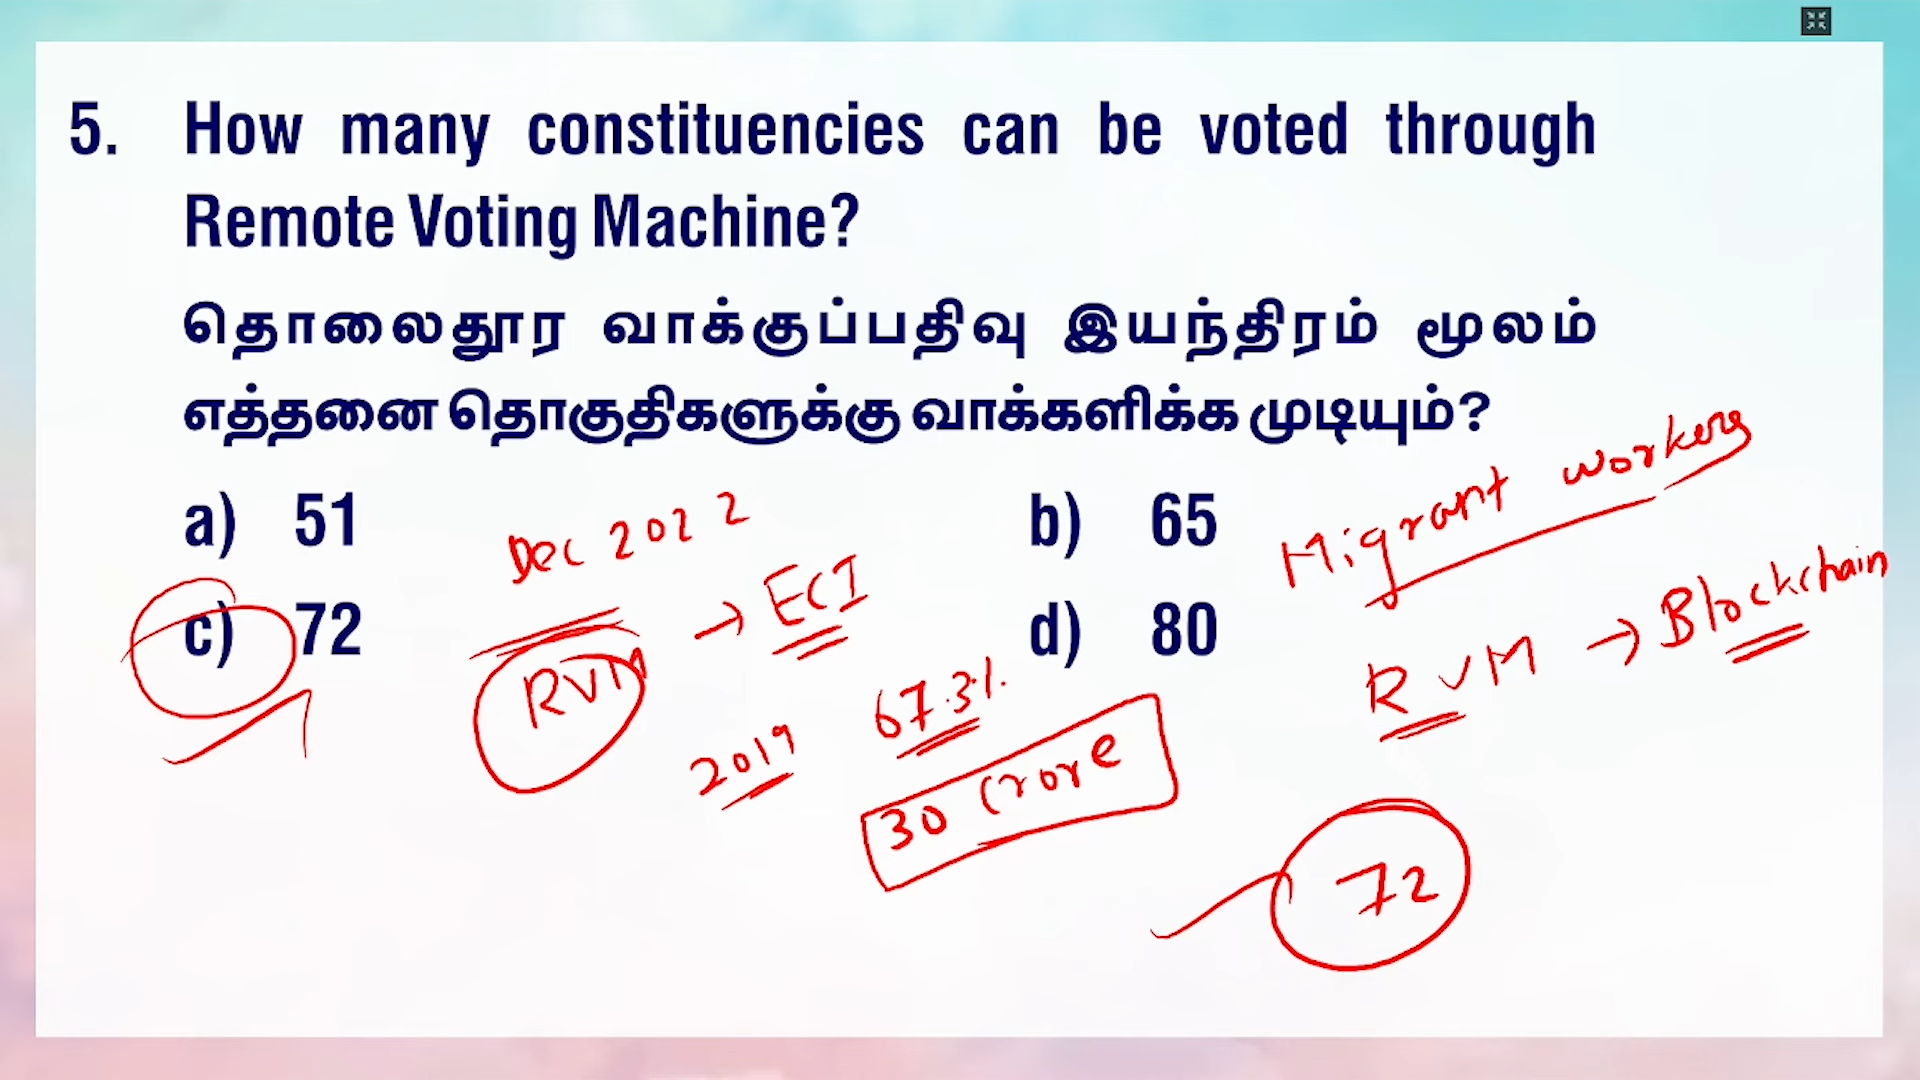 5. How many constituencies can be voted through
Remote Voting Machine?
தொலைதூர வாக்குப்பதிவு இயந்திரம் மூலம்
எத்தனை தொகுதிகளுக்கு வாக்களிக்க முடியும்?
a) 51
b) 65
c) 72
d) 80
Dec 2022
RVM → ECI
2019 67.3%
30 Crore
Migrant workers
RVM → Blockchain
72